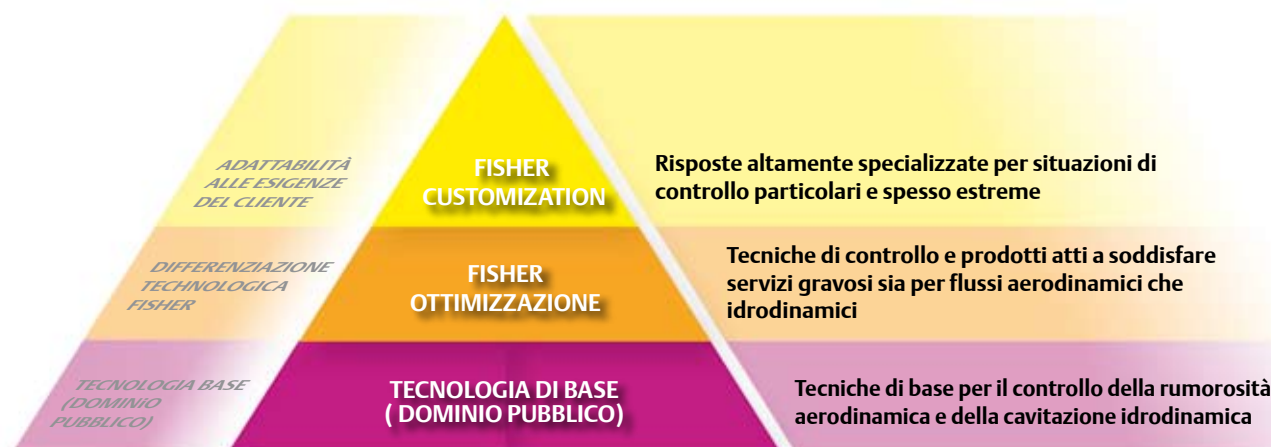 ADATTABILITÀ
ALLE ESIGENZE
DEL CLIENTE
FISHER
CUSTOMIZATION
Risposte altamente specializzate per situazioni di
controllo particolari e spesso estreme
DIFFERENZIAZIONE
TECHNOLOGICA
FISHER
FISHER
OTTIMIZZAZIONE
Tecniche di controllo e prodotti atti a soddisfare
servizi gravosi sia per flussi aerodinamici che
idrodinamici
TECNOLOGIA BASE
(DOMINiO
PUBBLICO)
TECNOLOGIA DI BASE
( DOMINIO PUBBLICO)
Tecniche di base per il controllo della rumorosità
aerodinamica e della cavitazione idrodinamica